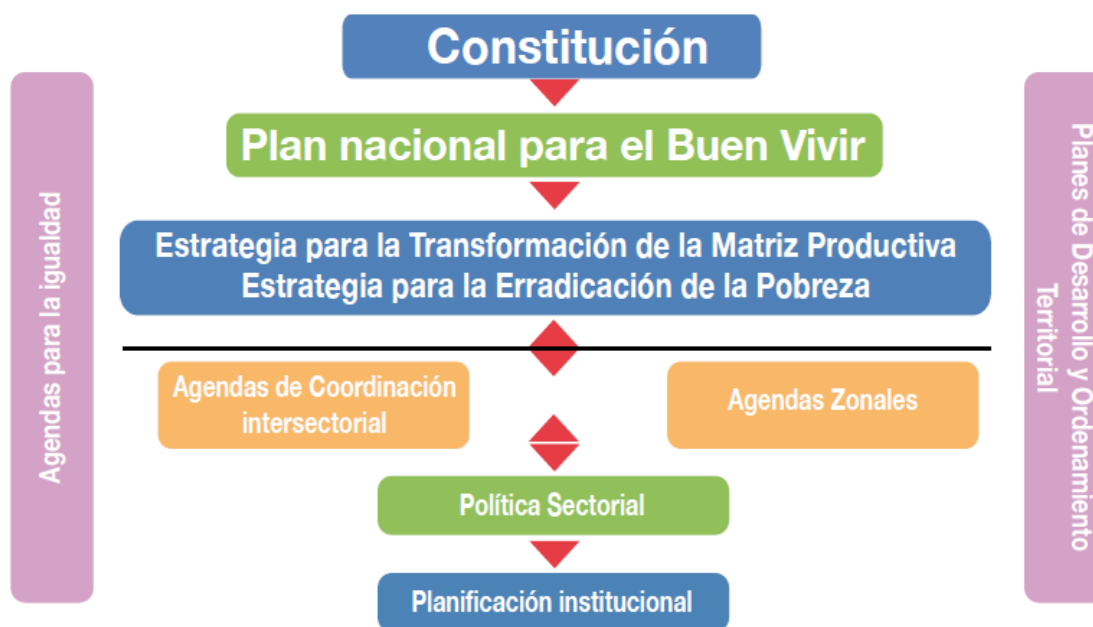 Constitución
Plan nacional para el Buen Vivir
Estrategia para la Transformación de la Matriz Productiva
Estrategia para la Erradicación de la Pobreza
Agendas de Coordinación
intersectorial
Agendas Zonales
Política Sectorial
Planificación institucional
Agendas para la igualdad
Planes de Desarrollo y Ordenamiento
Territorial